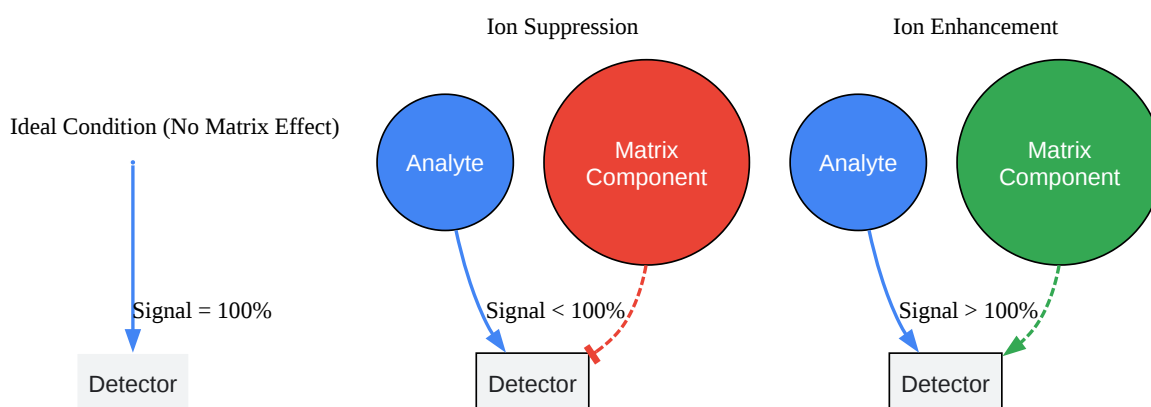 Ideal Condition (No Matrix Effect)
Signal = 100%
Detector
Ion Suppression
Analyte
Matrix
Component
Signal < 100%
Detector
Ion Enhancement
Analyte
Matrix
Component
Signal > 100%
Detector